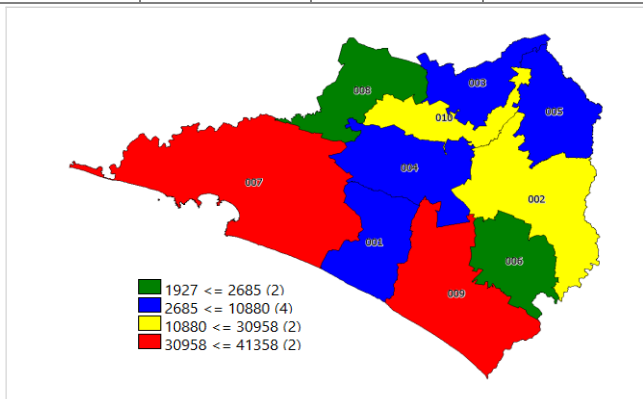 003
008
005
010
004
007
002
001
006
009
1927 <= 2685 (2)
2685 <= 10880 (4)
10880 <= 30958 (2)
30958 <= 41358 (2)